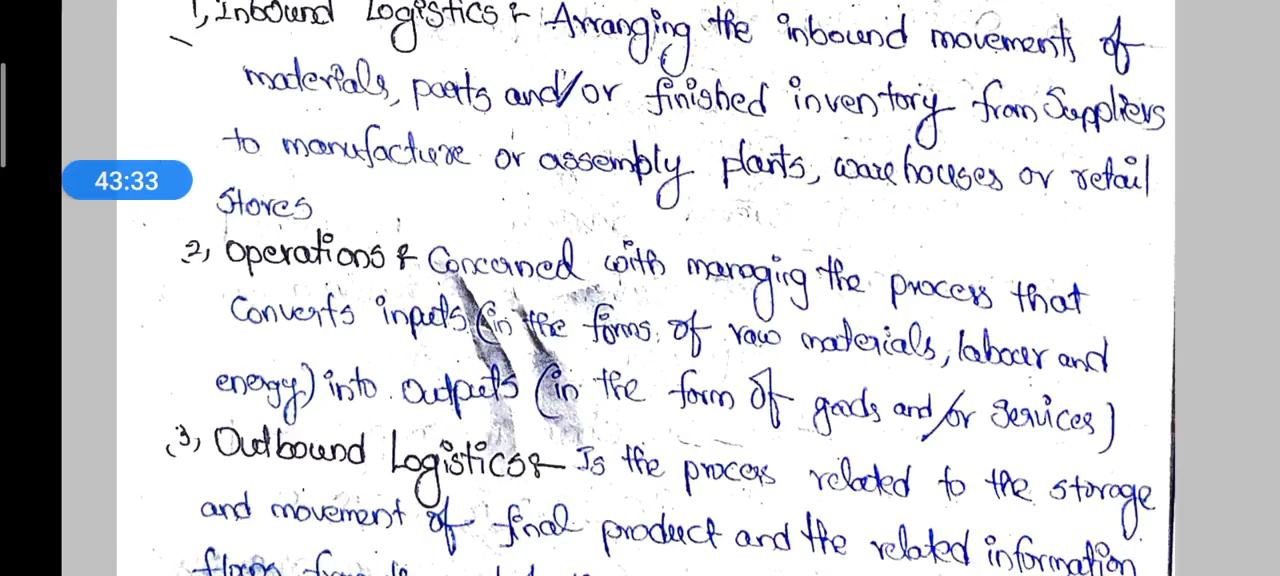 1, Inbound Logistics :- Arranging the inbound movements of
materials, parts and/or finished inventory from Suppliers
to manufacture or assembly plants, warehouses or retail
43:33
Stores
2, Operations :- Concerned with managing the process that
Converts inputs (in the forms of raw materials, labour and
energy) into outputs (in the form of goods and/or services)
3, Outbound Logistics :- Is the process related to the storage
and movement of final product and the related information